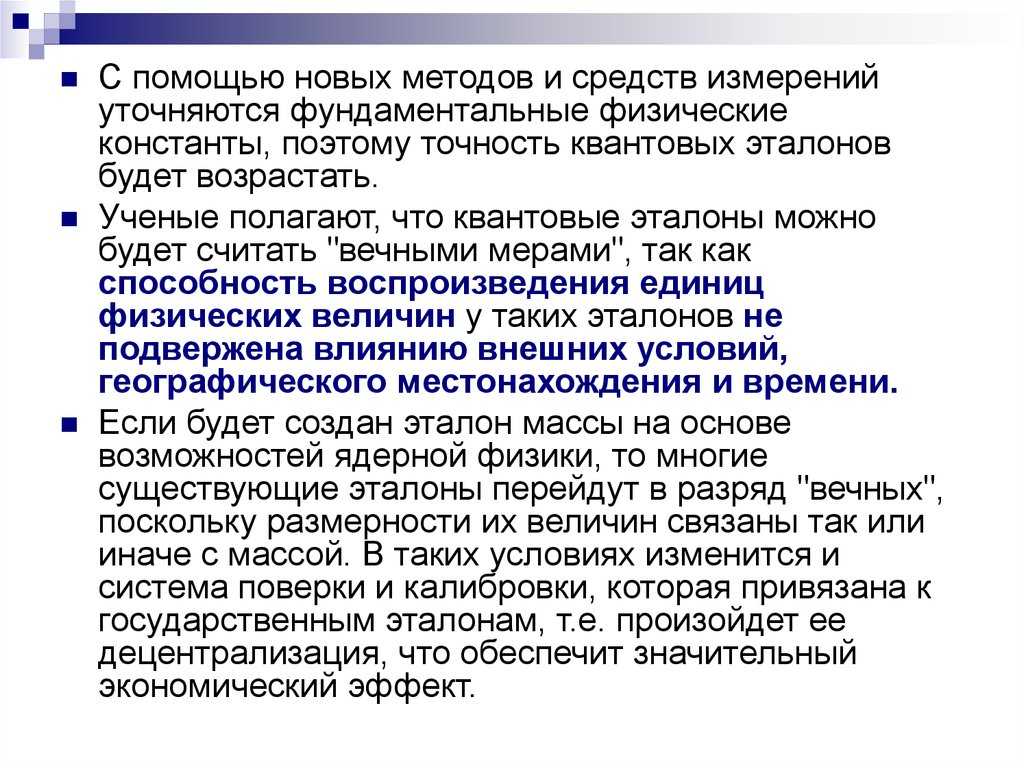 С помощью новых методов и средств измерений
уточняются фундаментальные физические
константы, поэтому точность квантовых эталонов
будет возрастать.
Ученые полагают, что квантовые эталоны можно
будет считать "вечными мерами", так как
способность воспроизведения единиц
физических величин у таких эталонов не
подвержена влиянию внешних условий,
географического местонахождения и времени.
Если будет создан эталон массы на основе
возможностей ядерной физики, то многие
существующие эталоны перейдут в разряд "вечных",
поскольку размерности их величин связаны так или
иначе с массой. В таких условиях изменится и
система поверки и калибровки, которая привязана к
государственным эталонам, т.е. произойдет ее
децентрализация, что обеспечит значительный
экономический эффект.